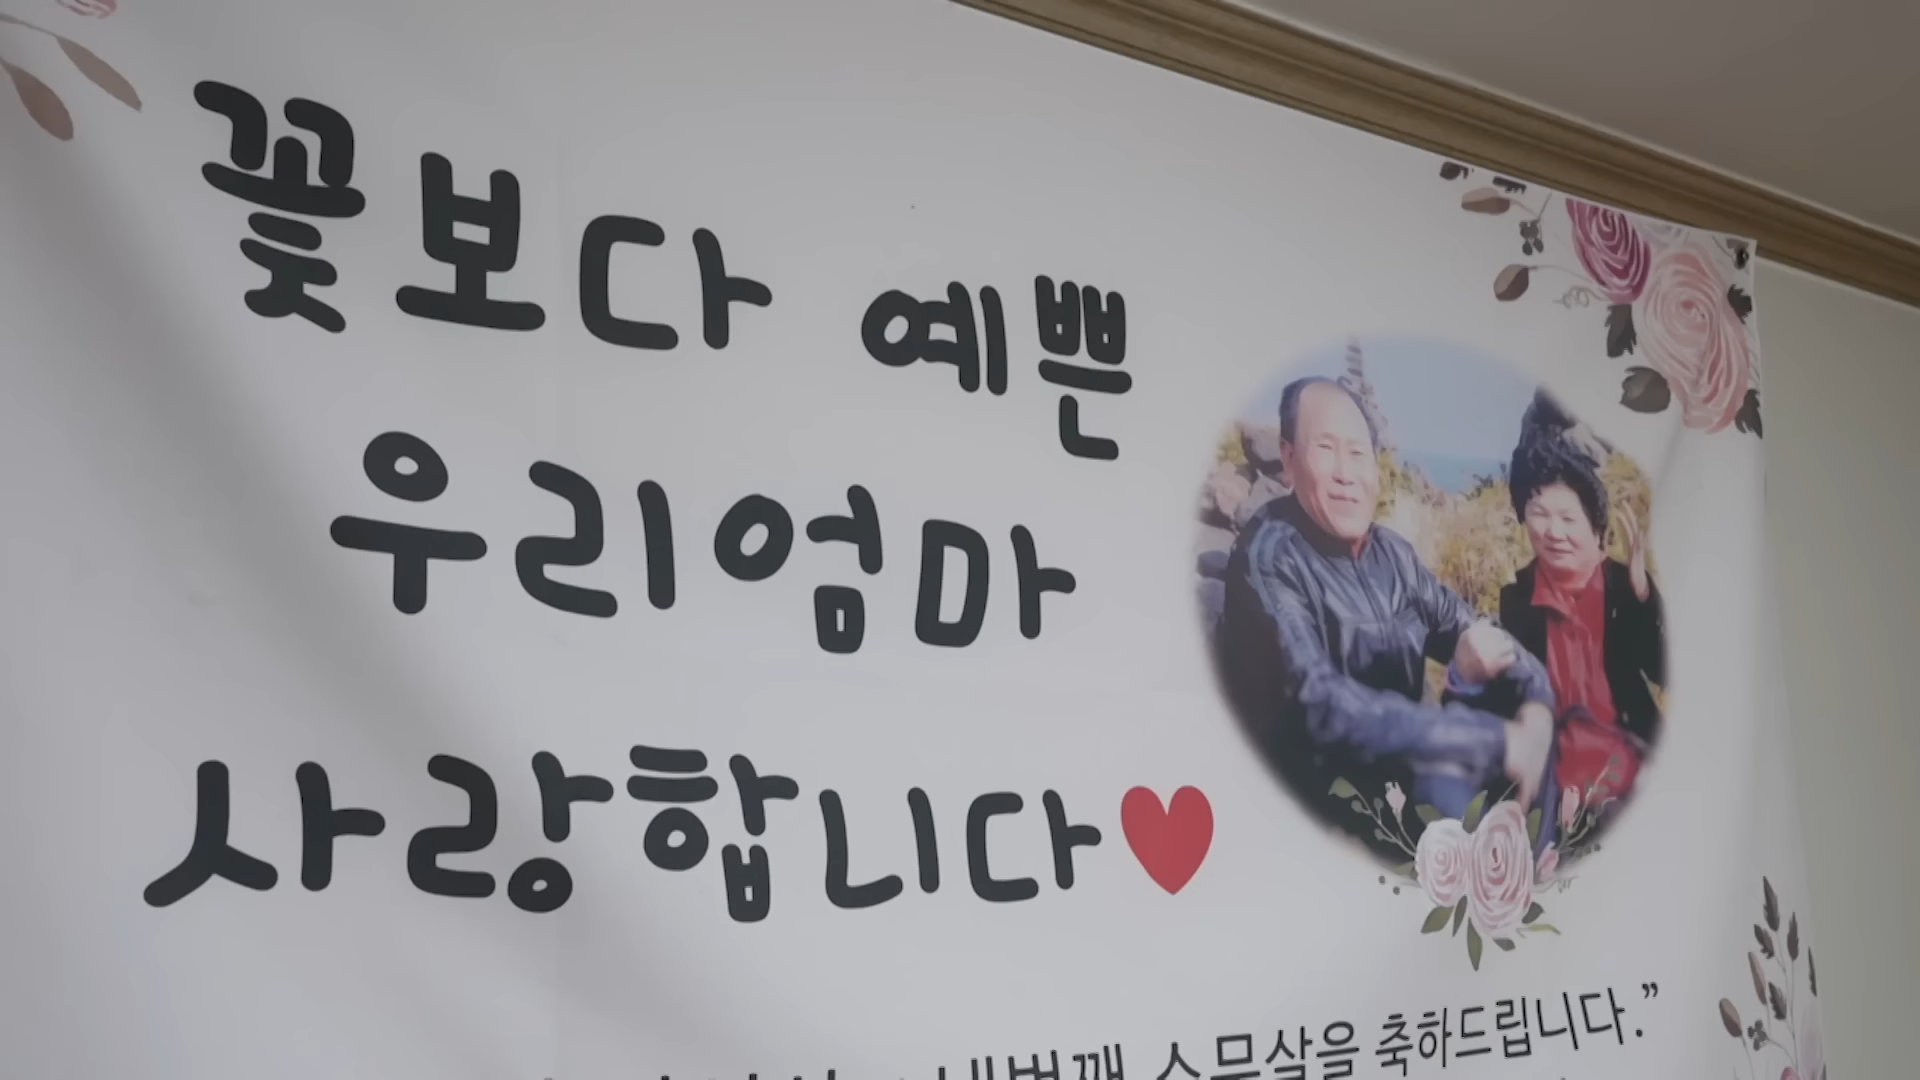 꽃보다 예쁜
우리엄마
사랑합니다
네번째 스무살을 축하드립니다.”